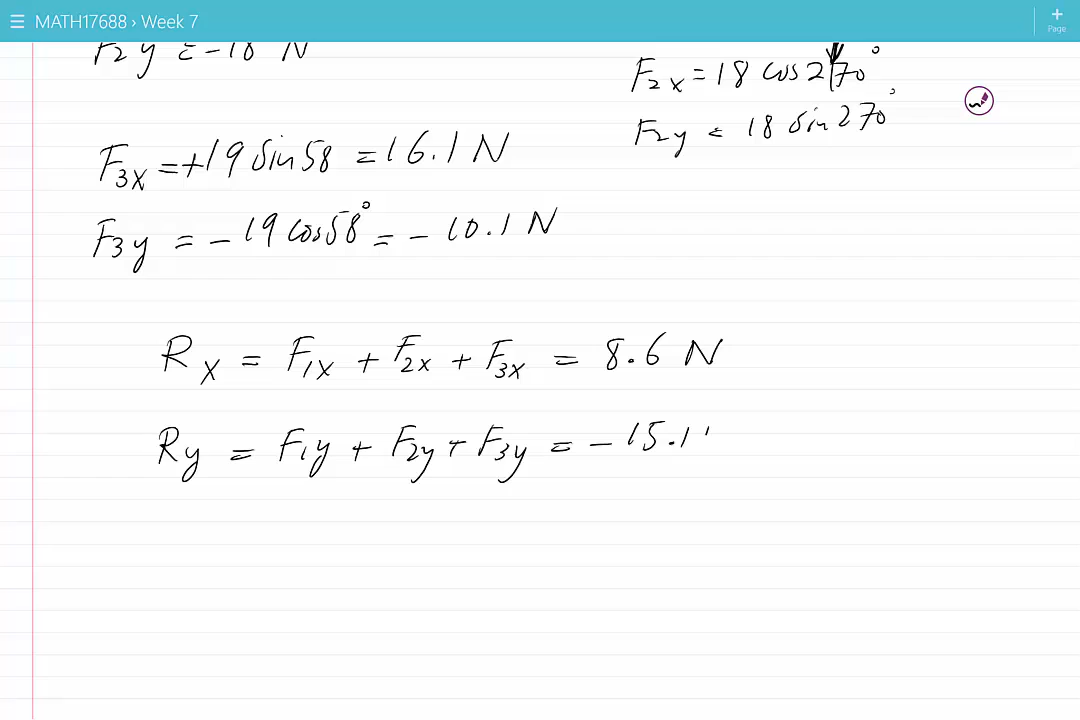 MATH17688 › Week 7
Page
F2y = -18 N
F2x = 18 cos 270°
F2y = 18 sin 270°
F3x = +19 sin 58 = 16.1 N
F3y = - 19 cos 58° = - 10.1 N
Rx = F1x + F2x + F3x = 8.6 N
Ry = F1y + F2y + F3y = - 15.1